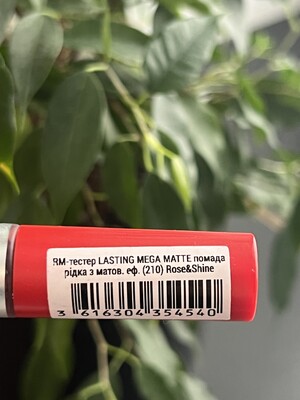 RM-тестер LASTING MEGA MATTE помада
рідка з матов. еф. (210) Rose&Shine
3 616304 354540